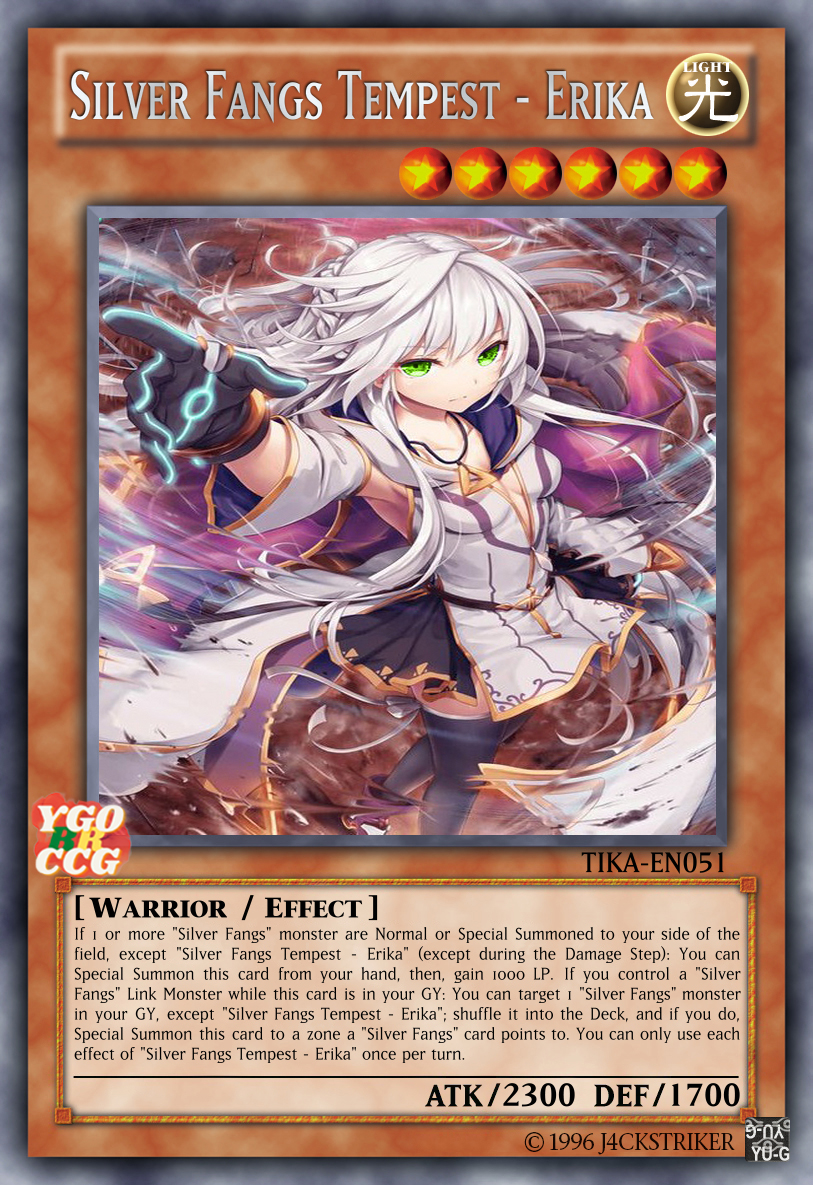 Silver Fangs Tempest - Erika
LIGHT
光
YGO
RR
CCG
TIKA-EN051
[ Warrior / Effect ]
If 1 or more "Silver Fangs" monster are Normal or Special Summoned to your side of the
field, except "Silver Fangs Tempest - Erika" (except during the Damage Step): You can
Special Summon this card from your hand, then, gain 1000 LP. If you control a "Silver
Fangs" Link Monster while this card is in your GY: You can target 1 "Silver Fangs" monster
in your GY, except "Silver Fangs Tempest - Erika"; shuffle it into the Deck, and if you do,
Special Summon this card to a zone a "Silver Fangs" card points to. You can only use each
effect of "Silver Fangs Tempest - Erika" once per turn.
ATK/2300 DEF/1700
© 1996 J4CKSTRIKER
YU-G